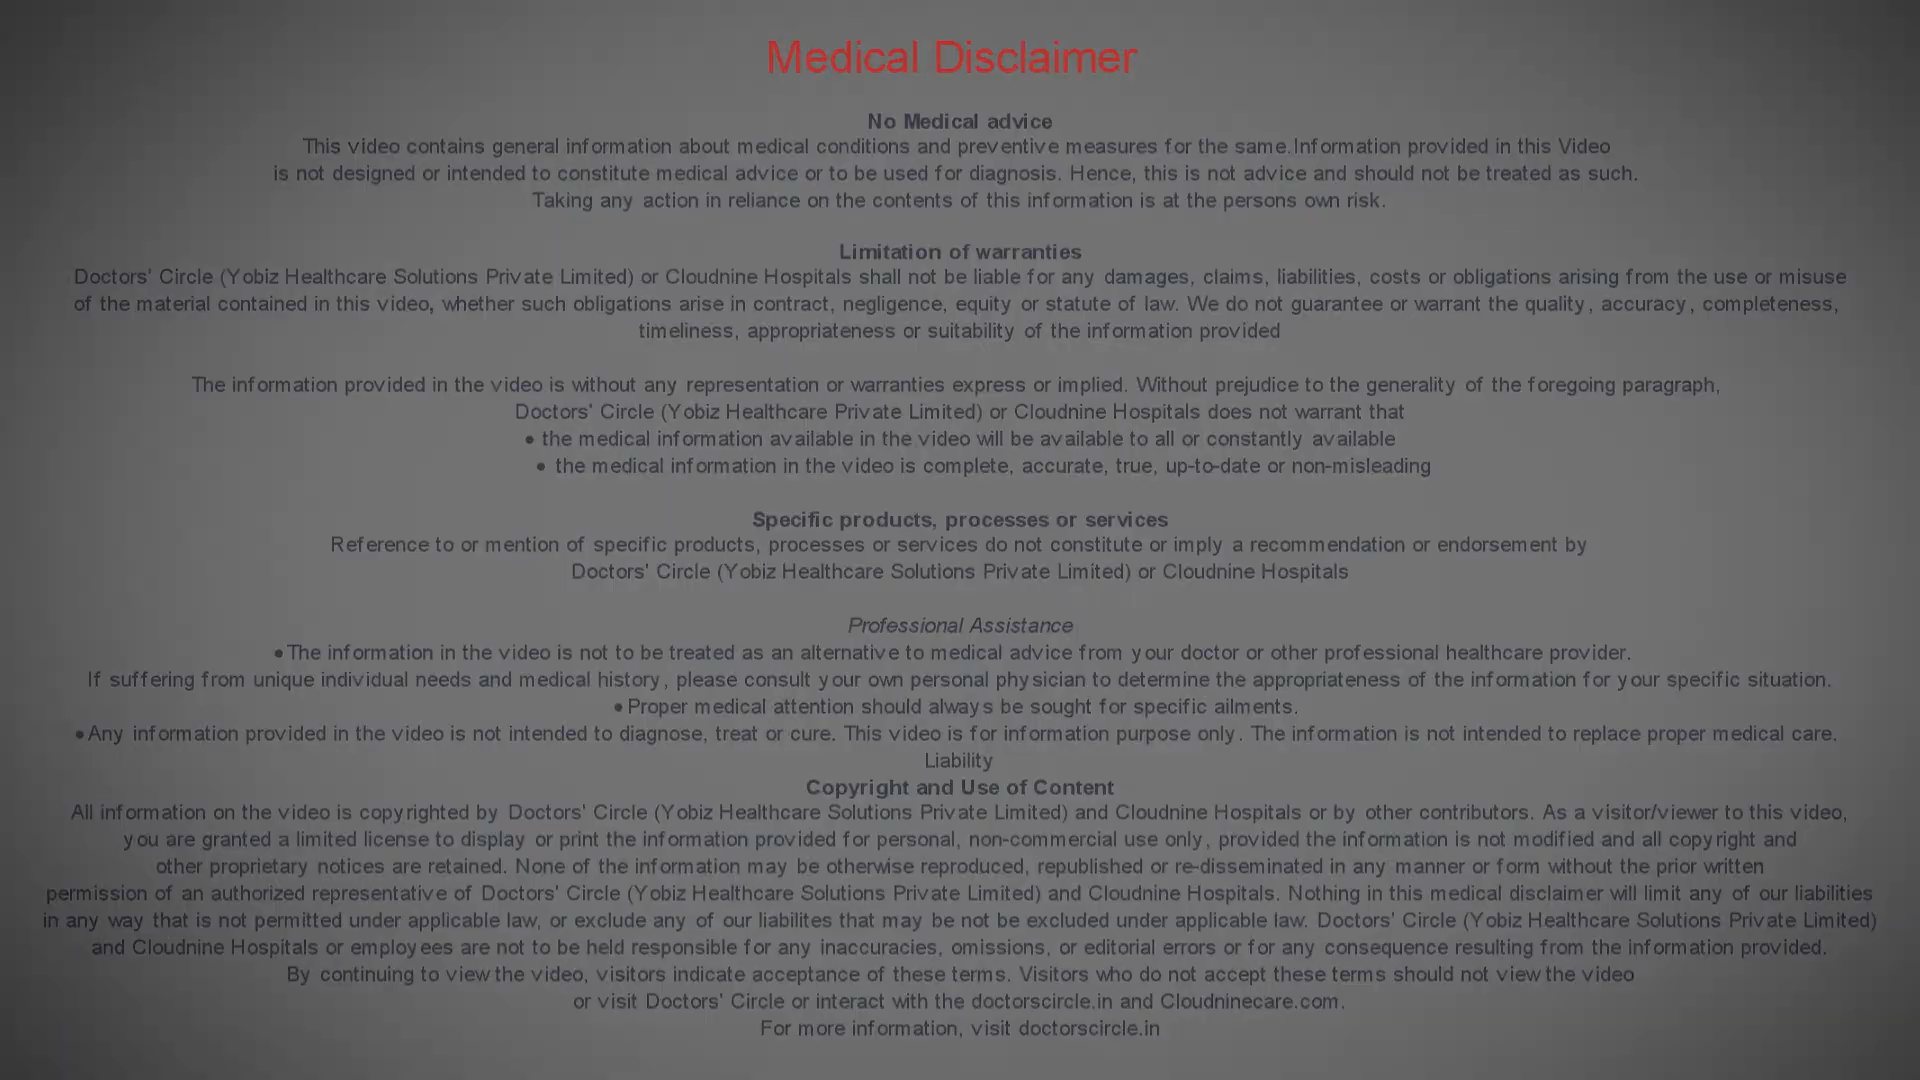 Medical Disclaimer
No Medical advice
This video contains general information about medical conditions and preventive measures for the same.Information provided in this Video
is not designed or intended to constitute medical advice or to be used for diagnosis. Hence, this is not advice and should not be treated as such.
Taking any action in reliance on the contents of this information is at the persons own risk.
Limitation of warranties
Doctors' Circle (Yobiz Healthcare Solutions Private Limited) or Cloudnine Hospitals shall not be liable for any damages, claims, liabilities, costs or obligations arising from the use or misuse
of the material contained in this video, whether such obligations arise in contract, negligence, equity or statute of law. We do not guarantee or warrant the quality, accuracy, completeness,
timeliness, appropriateness or suitability of the information provided
The information provided in the video is without any representation or warranties express or implied. Without prejudice to the generality of the foregoing paragraph,
Doctors' Circle (Yobiz Healthcare Private Limited) or Cloudnine Hospitals does not warrant that
• the medical information available in the video will be available to all or constantly available
• the medical information in the video is complete, accurate, true, up-to-date or non-misleading
Specific products, processes or services
Reference to or mention of specific products, processes or services do not constitute or imply a recommendation or endorsement by
Doctors' Circle (Yobiz Healthcare Solutions Private Limited) or Cloudnine Hospitals
Professional Assistance
•The information in the video is not to be treated as an alternative to medical advice from your doctor or other professional healthcare provider.
If suffering from unique individual needs and medical history, please consult your own personal physician to determine the appropriateness of the information for your specific situation.
•Proper medical attention should always be sought for specific ailments.
•Any information provided in the video is not intended to diagnose, treat or cure. This video is for information purpose only. The information is not intended to replace proper medical care.
Liability
Copyright and Use of Content
All information on the video is copyrighted by Doctors' Circle (Yobiz Healthcare Solutions Private Limited) and Cloudnine Hospitals or by other contributors. As a visitor/viewer to this video,
you are granted a limited license to display or print the information provided for personal, non-commercial use only, provided the information is not modified and all copyright and
other proprietary notices are retained. None of the information may be otherwise reproduced, republished or re-disseminated in any manner or form without the prior written
permission of an authorized representative of Doctors' Circle (Yobiz Healthcare Solutions Private Limited) and Cloudnine Hospitals. Nothing in this medical disclaimer will limit any of our liabilities
in any way that is not permitted under applicable law, or exclude any of our liabilites that may be not be excluded under applicable law. Doctors' Circle (Yobiz Healthcare Solutions Private Limited)
and Cloudnine Hospitals or employees are not to be held responsible for any inaccuracies, omissions, or editorial errors or for any consequence resulting from the information provided.
By continuing to view the video, visitors indicate acceptance of these terms. Visitors who do not accept these terms should not view the video
or visit Doctors' Circle or interact with the doctorscircle.in and Cloudninecare.com.
For more information, visit doctorscircle.in